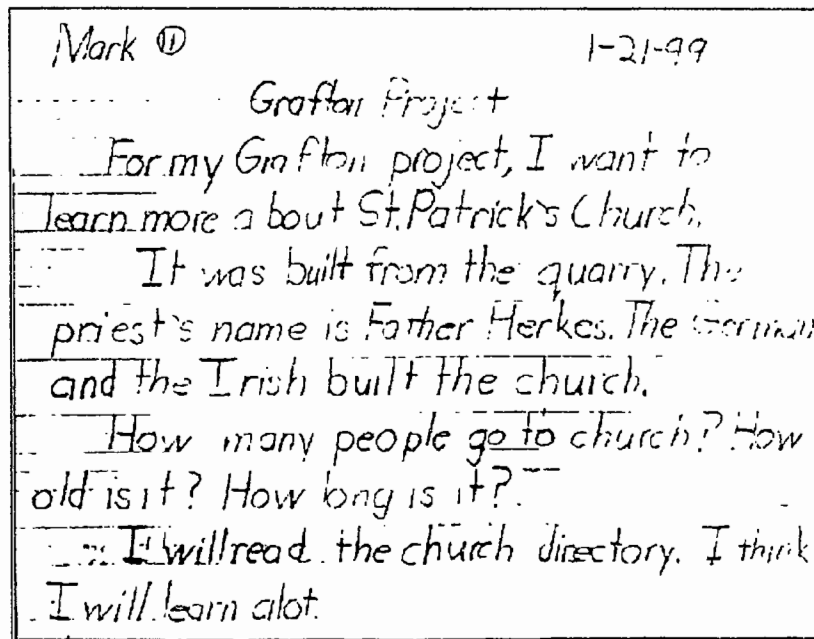 Mark ⑪ 1-21-99
Grafton Project
For my Grafton project, I want to
learn more about St. Patrick's Church.
It was built from the quarry. The
priest's name is Father Herkes. The German
and the Irish built the church.
How many people go to church? How
old is it? How long is it?
I will read the church directory. I think
I will learn alot.